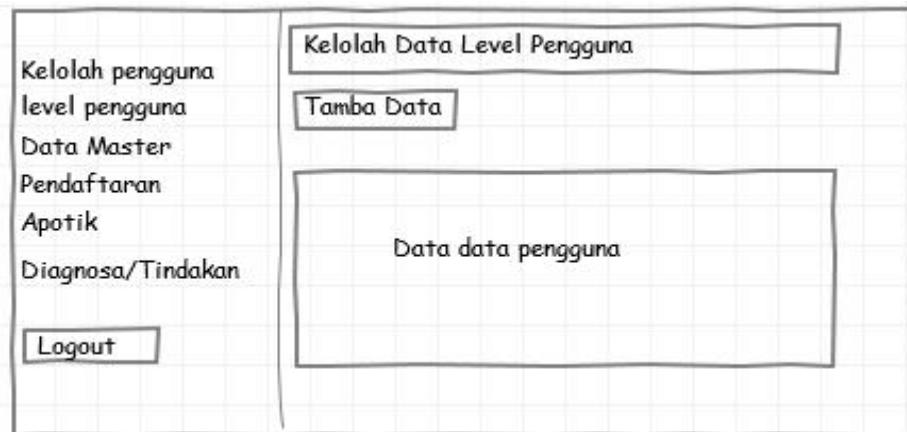 Kelolah pengguna
level pengguna
Data Master
Pendaftaran
Apotik
Diagnosa/Tindakan
Logout
Kelolah Data Level Pengguna
Tamba Data
Data data pengguna